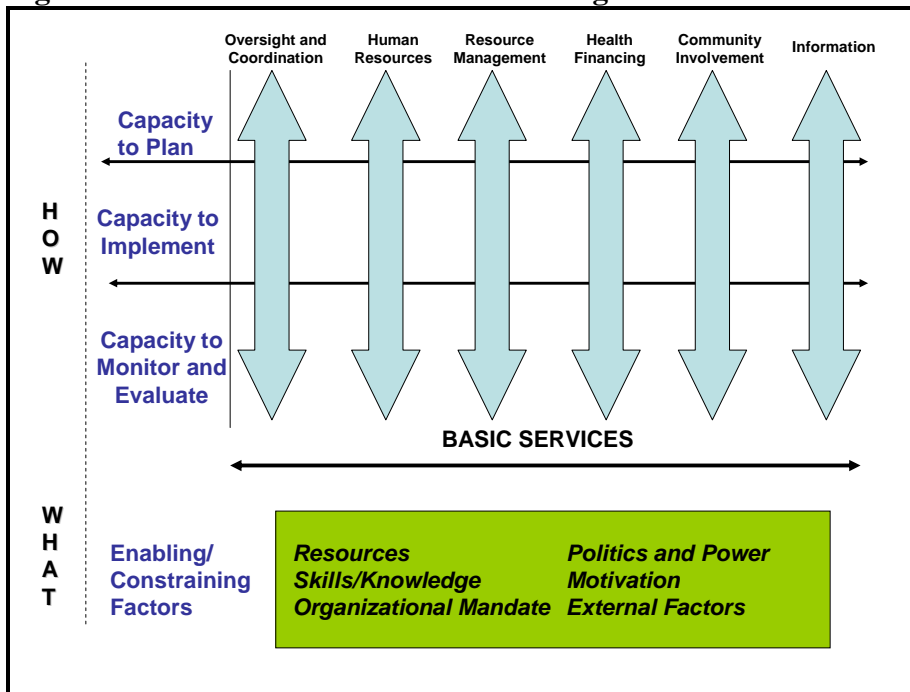 Oversight and
Coordination
Human
Resources
Resource
Management
Health
Financing
Community
Involvement
Information
HOW
Capacity
to Plan
Capacity to
Implement
Capacity to
Monitor and
Evaluate
BASIC SERVICES
WHAT
Enabling/
Constraining
Factors
Resources
Skills/Knowledge
Organizational Mandate
Politics and Power
Motivation
External Factors